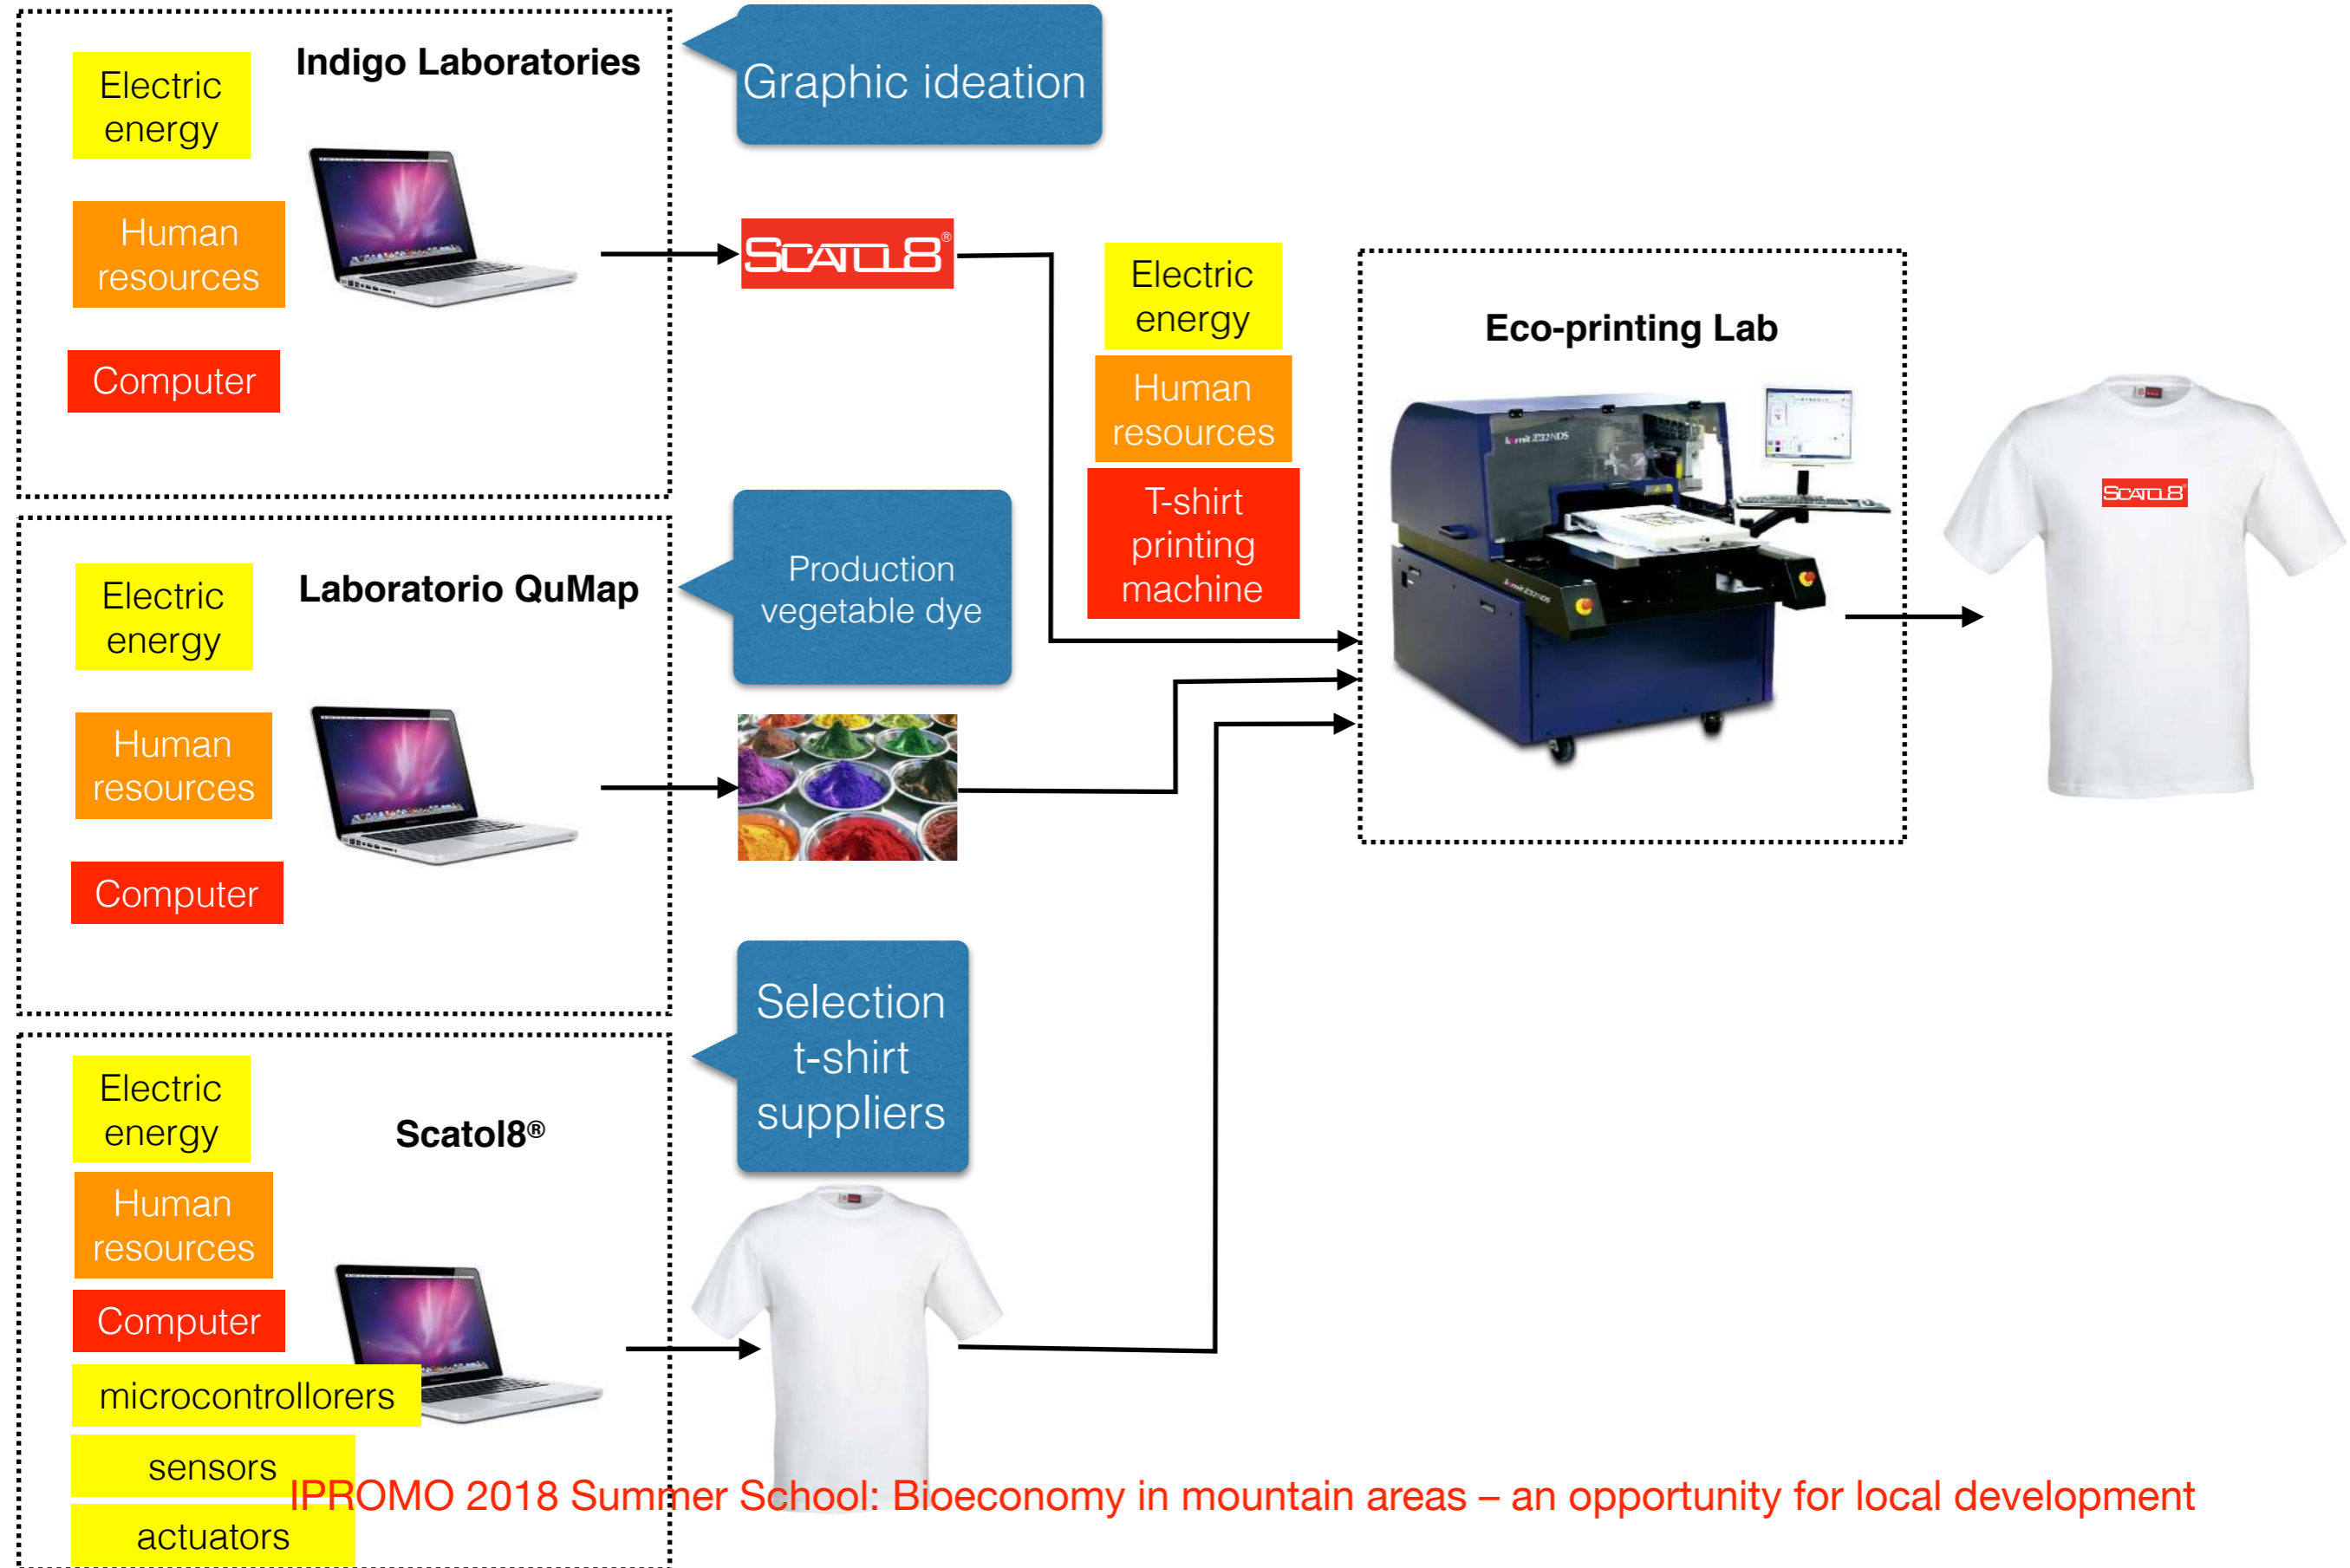 Indigo Laboratories
Electric
energy
Human
resources
Computer
Graphic ideation
SCATOL8®
Laboratorio QuMap
Electric
energy
Human
resources
Computer
Production
vegetable dye
Scatol8®
Electric
energy
Human
resources
Computer
microcontrollorers
sensors
actuators
Selection
t-shirt
suppliers
Electric
energy
Human
resources
T-shirt
printing
machine
Eco-printing Lab
SCATOL8®
IPROMO 2018 Summer School: Bioeconomy in mountain areas – an opportunity for local development